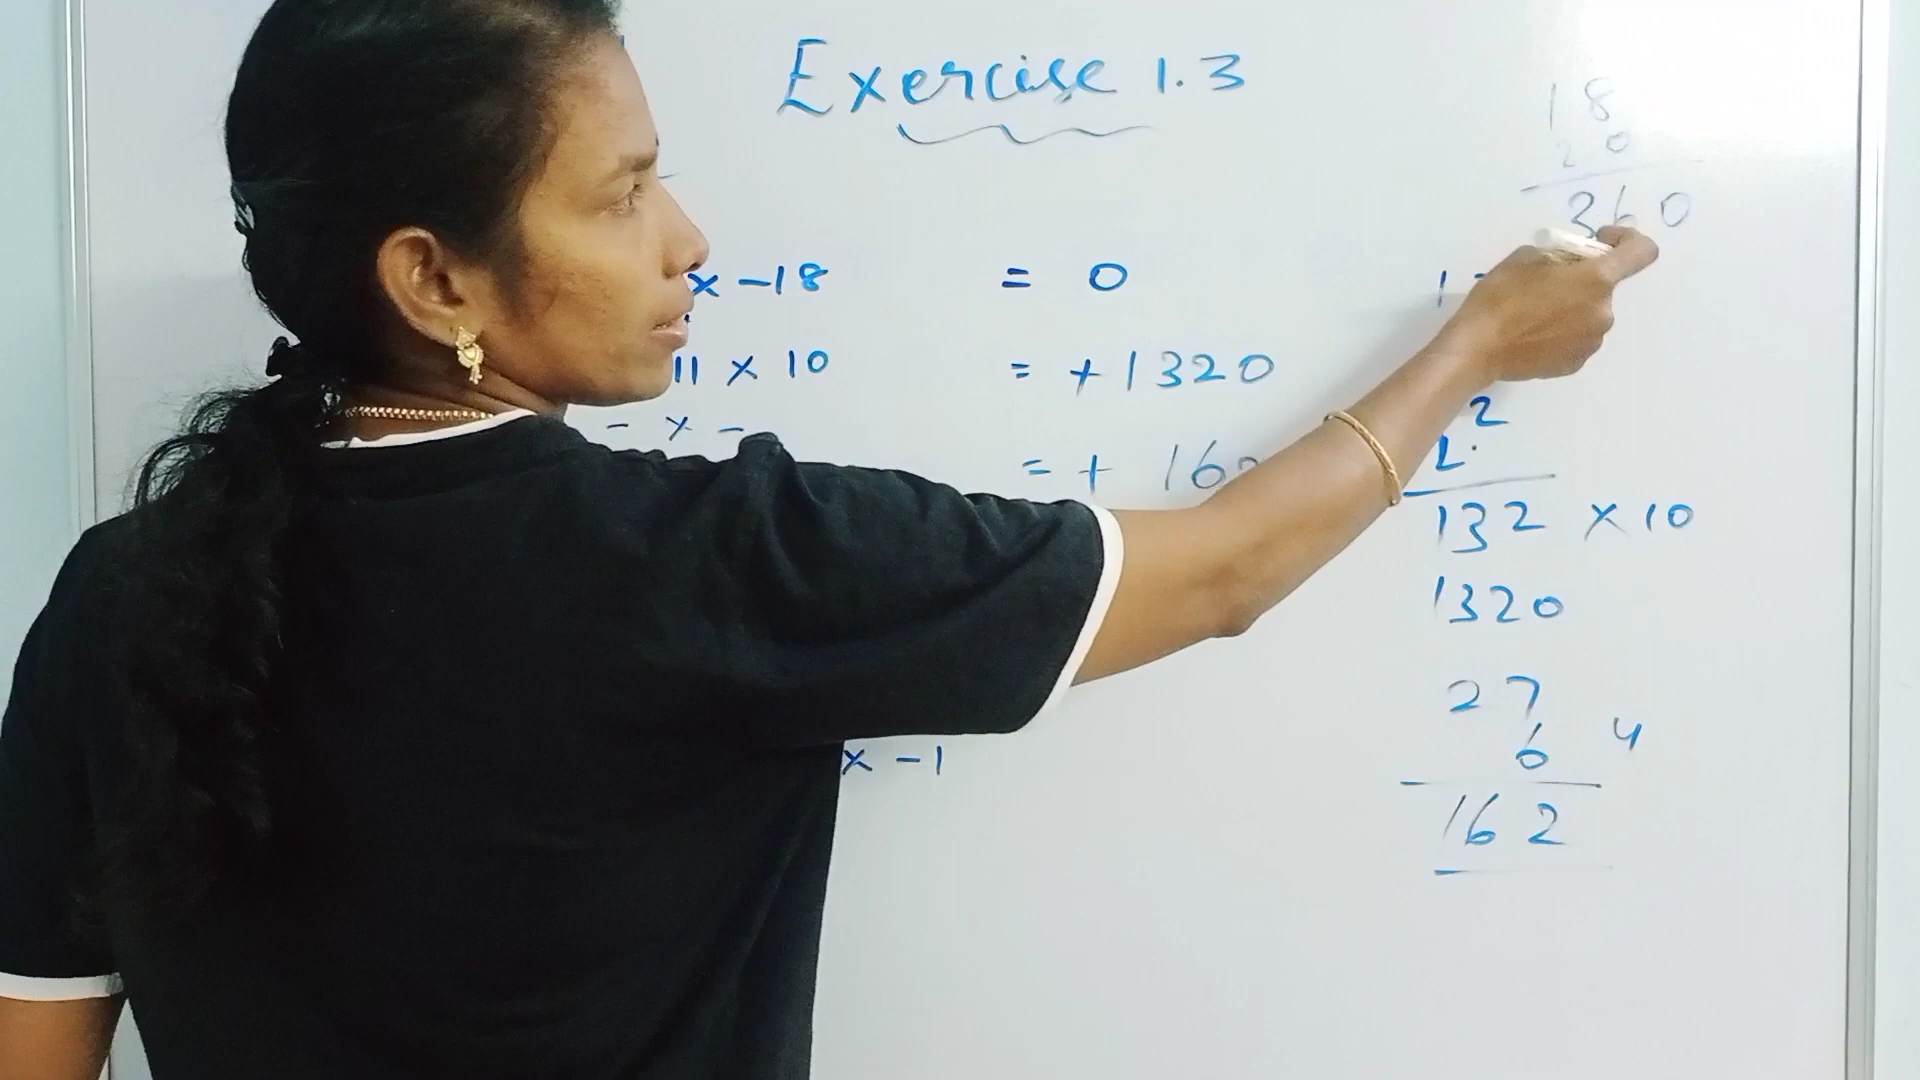 Exercise 1.3
x -18 = 0
11 x 10 = +1320
- x -
= + 16
x -1
18
20
360
1
2
132 x 10
1320
27
6 4
162